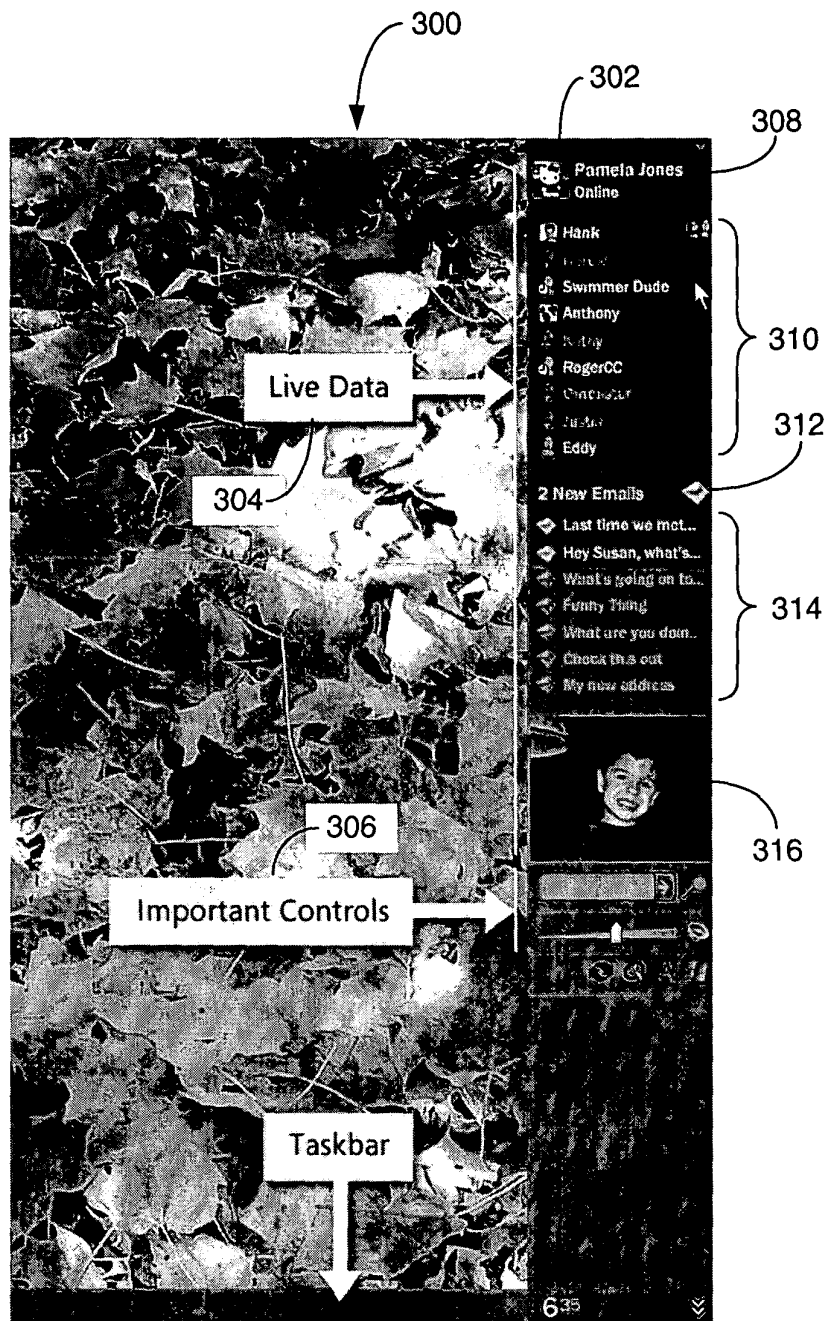 300
302
308
Pamela Jones
Online
Hank
Swimmer Dude
Anthony
RogerCC
Eddy
310
Live Data
304
312
2 New Emails
Last time we met...
Hey Susan, what's...
What's going on to...
Funny Thing
What are you doin..
Check this out
My new address
314
316
306
Important Controls
Taskbar
635